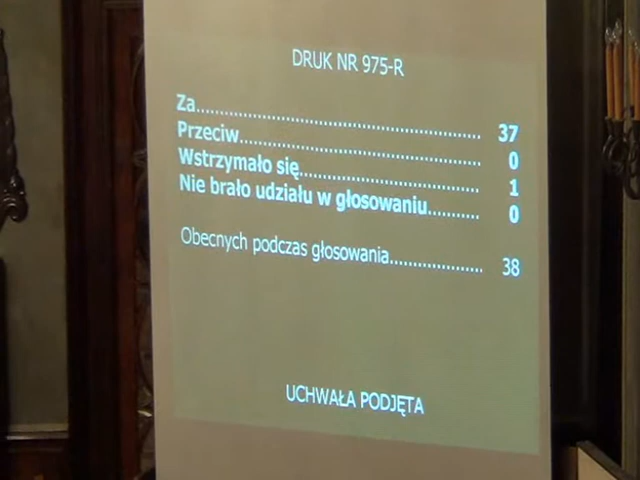 DRUK NR 975-R
Za.................................................. 37
Przeciw.......................................... 0
Wstrzymało się............................... 1
Nie brało udziału w głosowaniu.......... 0
Obecnych podczas głosowania.................. 38
UCHWAŁA PODJĘTA